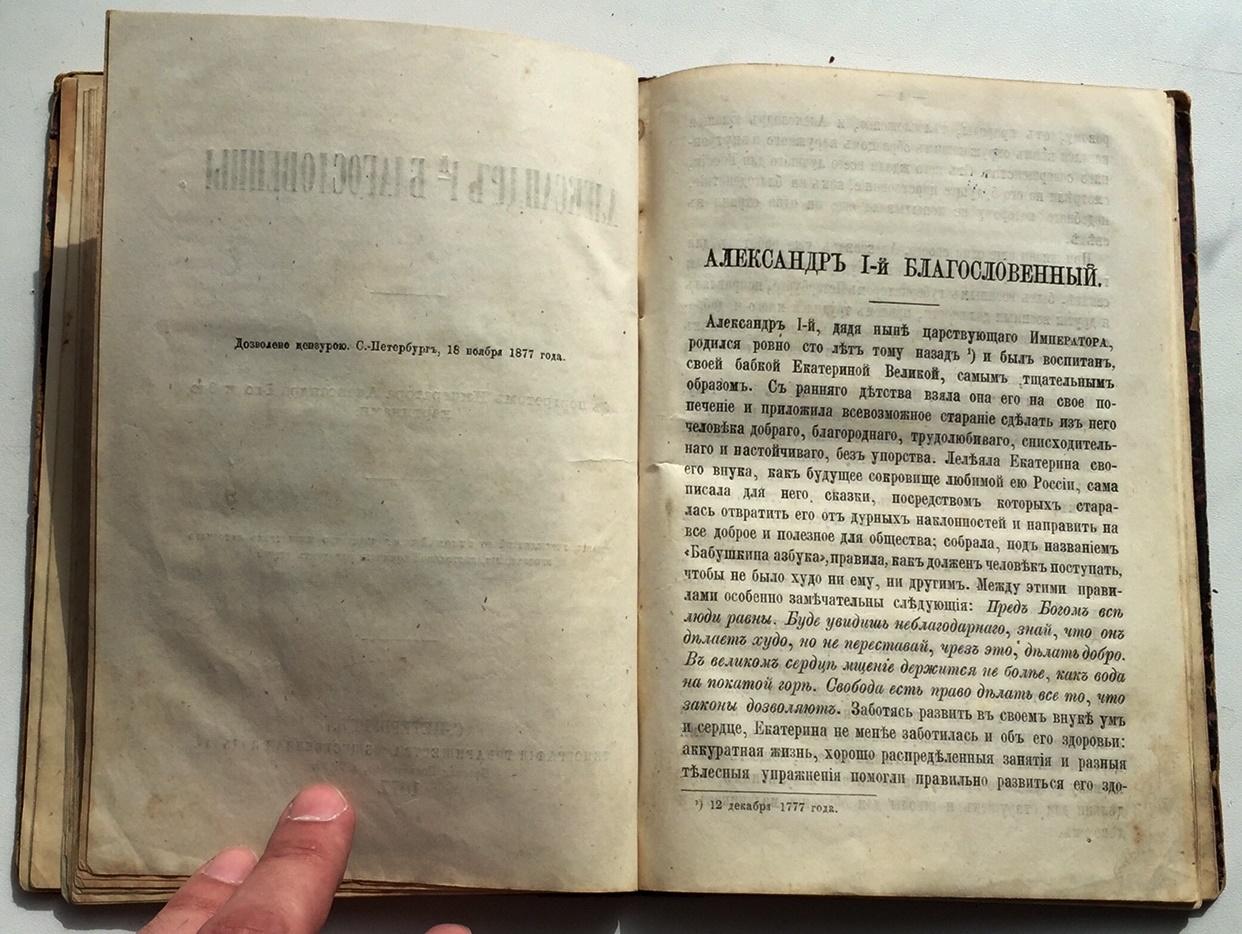 Дозволено цензурою. С.-Петербургъ, 18 ноября 1877 года.
АЛЕКСАНДРЪ I-й БЛАГОСЛОВЕННЫЙ.
Александръ I-й, дядя нынѣ царствующаго Императора,
родился ровно сто лѣтъ тому назадъ ¹) и былъ воспитанъ,
своей бабкой Екатериной Великой, самымъ тщательнымъ
образомъ. Съ ранняго дѣтства взяла она его на свое по-
печеніе и приложила всевозможное стараніе сдѣлать изъ него
человѣка добраго, благороднаго, трудолюбиваго, снисходитель-
наго и настойчиваго, безъ упорства. Лелѣяла Екатерина сво-
его внука, какъ будущее сокровище любимой ею Россіи, сама
писала для него сказки, посредствомъ которыхъ стара-
лась отвратить его отъ дурныхъ наклонностей и направить на
все доброе и полезное для общества; собрала, подъ названіемъ
«Бабушкина азбука», правила, какъ долженъ человѣкъ поступать,
чтобы не было худо ни ему, ни другимъ. Между этими прави-
лами особенно замѣчательны слѣдующія: Предъ Богомъ всѣ
люди равны. Буде увидишь неблагодарнаго, знай, что онъ
дѣлаетъ худо, но не переставай, чрезъ это, дѣлать добро.
Въ великомъ сердцѣ мщеніе держится не болѣе, какъ вода
на покатой горѣ. Свобода есть право дѣлать все то, что
законы дозволяютъ. Заботясь развить въ своемъ внукѣ умъ
и сердце, Екатерина не менѣе заботилась и объ его здоровьи:
аккуратная жизнь, хорошо распредѣленныя занятія и разныя
тѣлесныя упражненія помогли правильно развиться его здо-
¹) 12 декабря 1777 года.